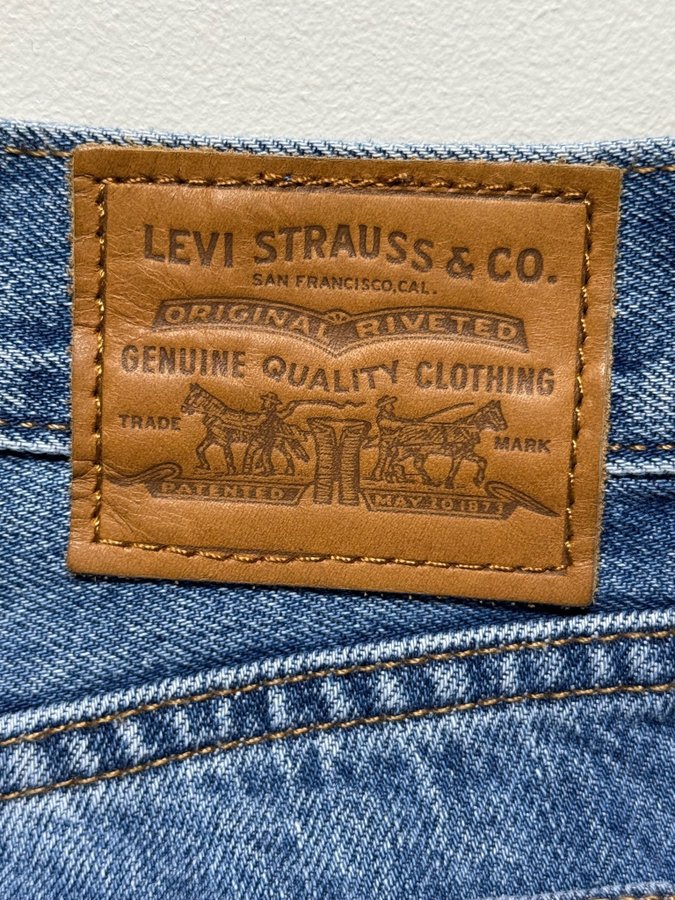 LEVI STRAUSS & CO.
SAN FRANCISCO, CAL.
ORIGINAL RIVETED
GENUINE QUALITY CLOTHING
TRADE MARK
PATENTED MAY 20 1873